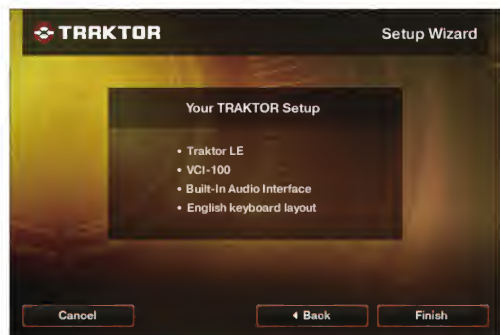 TRAKTOR
Setup Wizard
Your TRAKTOR Setup
• Traktor LE
• VCI-100
• Built-In Audio Interface
• English keyboard layout
Cancel
Back
Finish